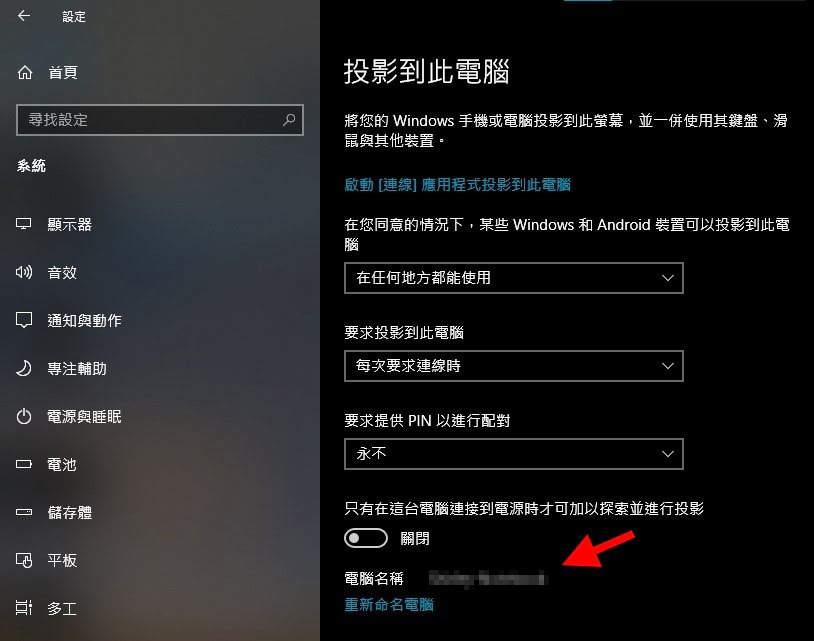 設定
首頁
尋找設定
系統
顯示器
音效
通知與動作
專注輔助
電源與睡眠
電池
儲存體
平板
多工
投影到此電腦
將您的 Windows 手機或電腦投影到此螢幕，並一併使用其鍵盤、滑
鼠與其他裝置。
啟動 [連線] 應用程式投影到此電腦
在您同意的情況下，某些 Windows 和 Android 裝置可以投影到此電
腦
在任何地方都能使用
要求投影到此電腦
每次要求連線時
要求提供 PIN 以進行配對
永不
只有在這台電腦連接到電源時才可加以探索並進行投影
關閉
電腦名稱
重新命名電腦